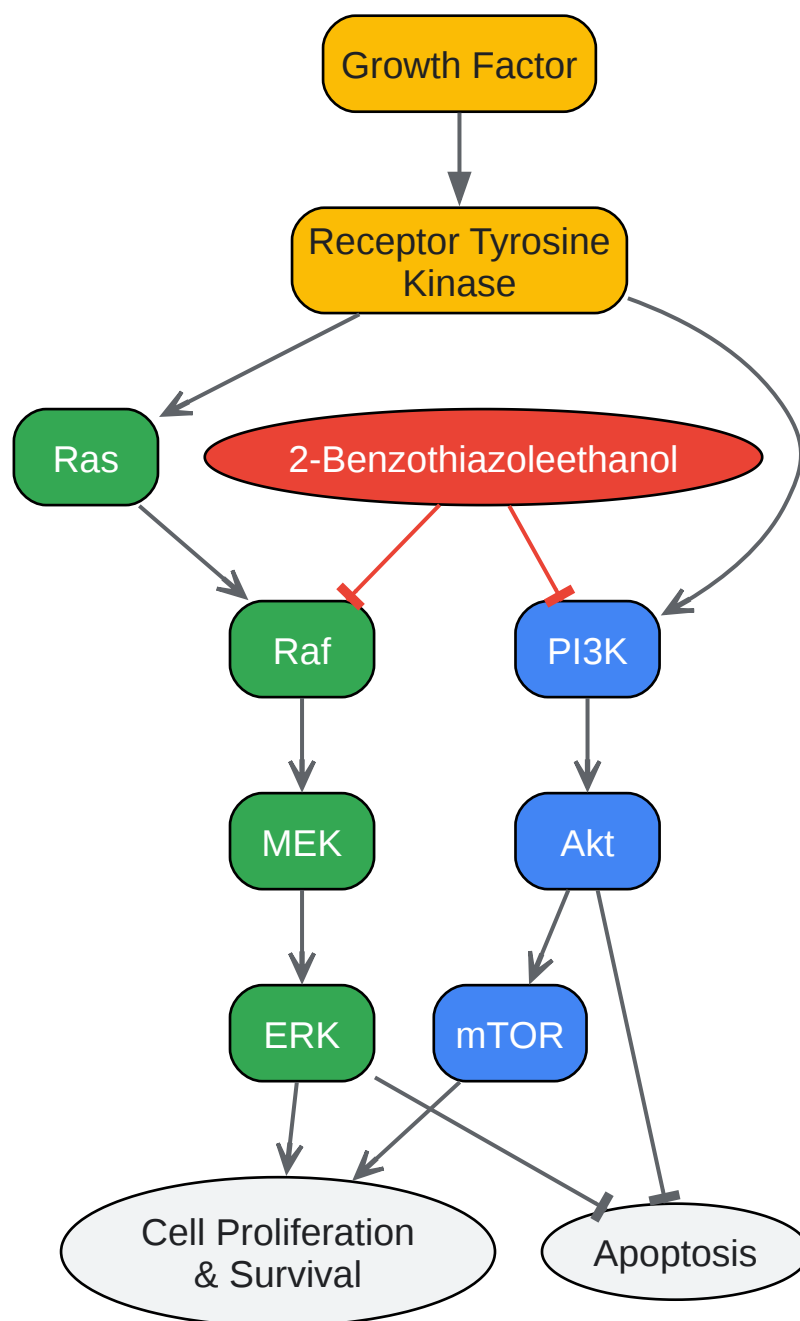 Growth Factor
Receptor Tyrosine
Kinase
Ras
2-Benzothiazoleethanol
Raf
PI3K
MEK
Akt
ERK
mTOR
Cell Proliferation
& Survival
Apoptosis